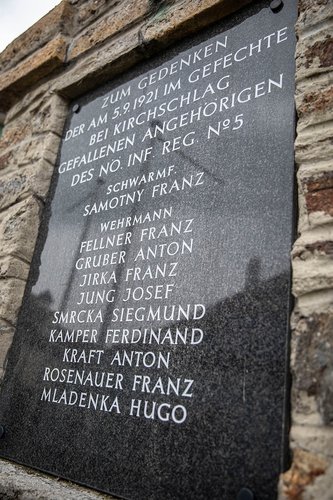 ZUM GEDENKEN
DER AM 5.9.1921 IM GEFECHTE
BEI KIRCHSCHLAG
GEFALLENEN ANGEHÖRIGEN
DES NO. INF. REG. Nº5
SCHWARMF.
SAMOTNY FRANZ
WEHRMANN
FELLNER FRANZ
GRUBER ANTON
JIRKA FRANZ
JUNG JOSEF
SMRCKA SIEGMUND
KAMPER FERDINAND
KRAFT ANTON
ROSENAUER FRANZ
MLADENKA HUGO